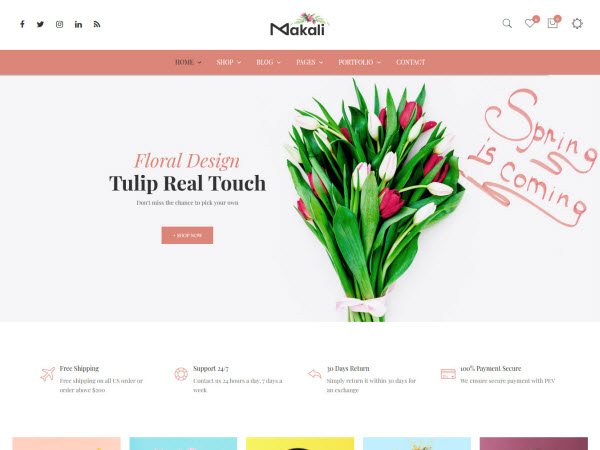 Makali
0
0
HOME SHOP BLOG PAGES PORTFOLIO CONTACT
Spring
is
coming
Floral Design
Tulip Real Touch
Don't miss the chance to pick your own
+ SHOP NOW
Free Shipping
Free shipping on all US order or
order above $200
Support 24/7
Contact us 24 hours a day, 7 days a
week
30 Days Return
Simply return it within 30 days for
an exchange
100% Payment Secure
We ensure secure payment with PEV